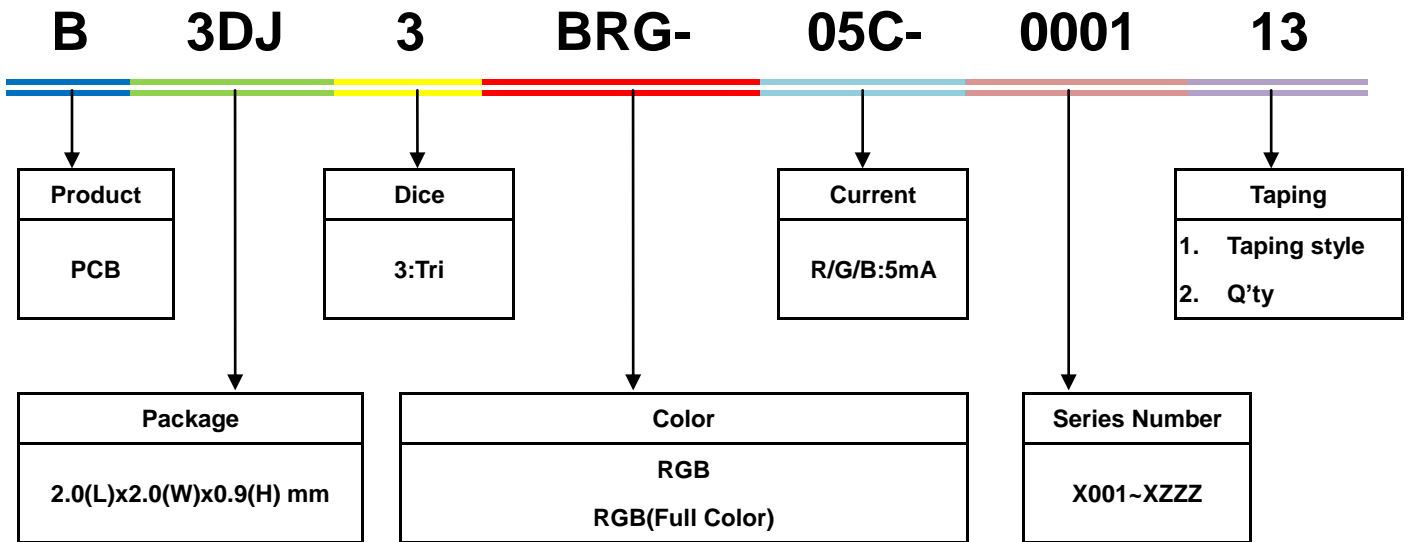 B 3DJ 3 BRG- 05C- 0001 13
Product
PCB
Dice
3:Tri
Current
R/G/B:5mA
Taping
1. Taping style
2. Q’ty
Package
2.0(L)x2.0(W)x0.9(H) mm
Color
RGB
RGB(Full Color)
Series Number
X001~XZZZ